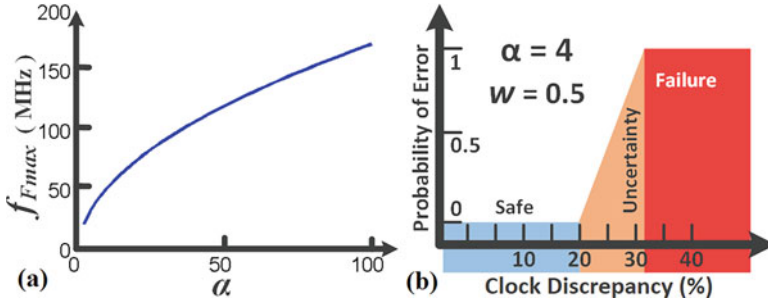 200
150
100
50
0
f_Fmax (MHz)
0
50
100
α
(a)
Probability of Error
1
0.5
0
α = 4
w = 0.5
Safe
Uncertainty
Failure
10
20
30
40
(b)
Clock Discrepancy (%)